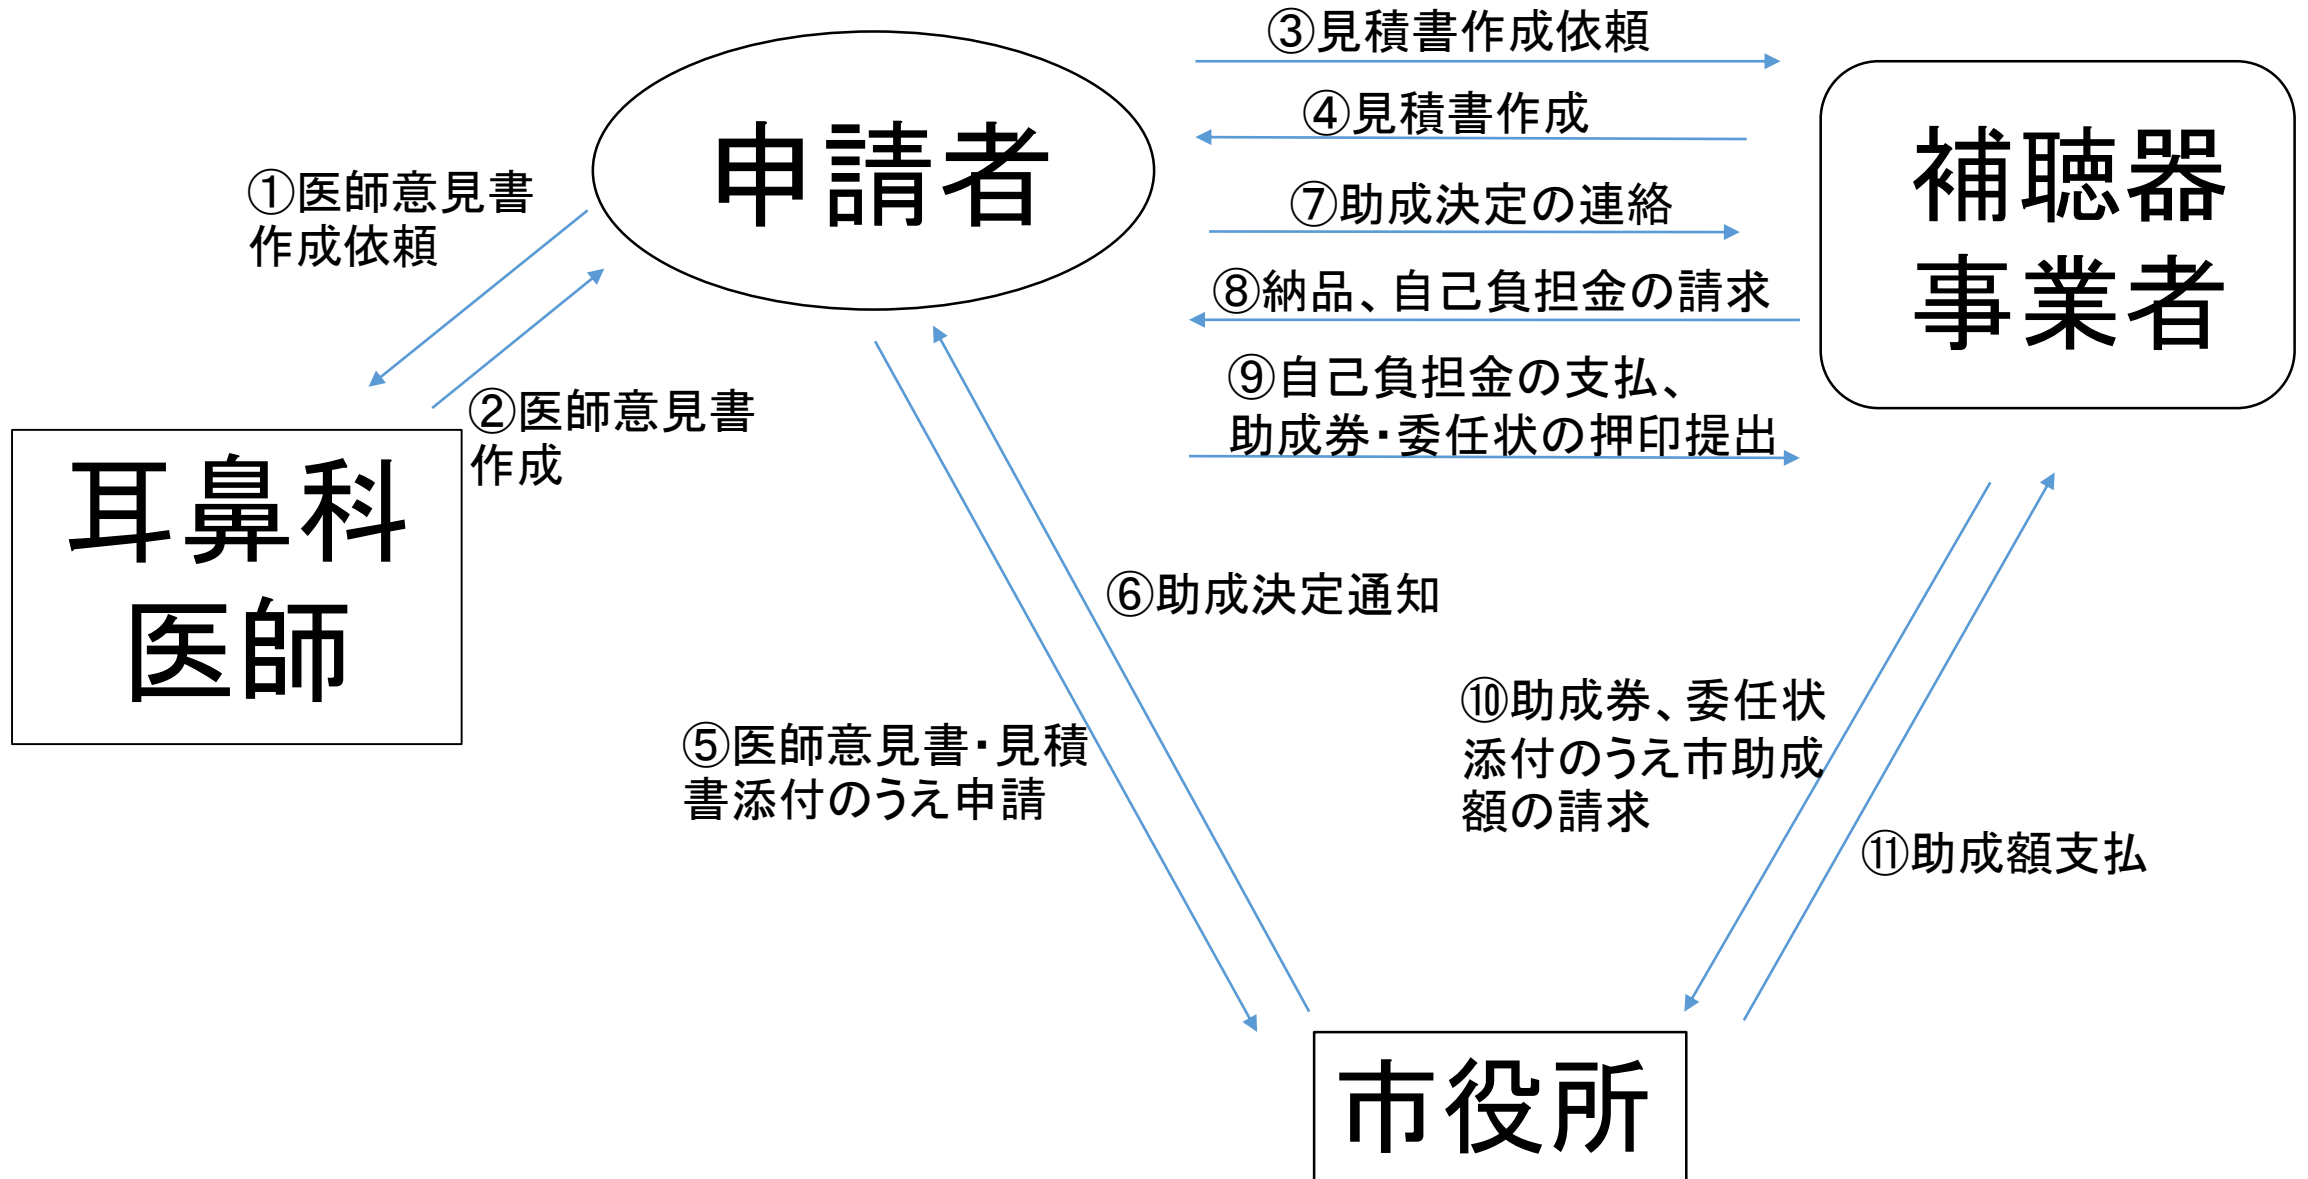 ③見積書作成依頼
申請者
④見積書作成
補聴器
事業者
①医師意見書
作成依頼
⑦助成決定の連絡
⑧納品、自己負担金の請求
⑨自己負担金の支払、
助成券・委任状の押印提出
②医師意見書
作成
耳鼻科
医師
⑥助成決定通知
⑤医師意見書・見積
書添付のうえ申請
⑩助成券、委任状
添付のうえ市助成
額の請求
⑪助成額支払
市役所